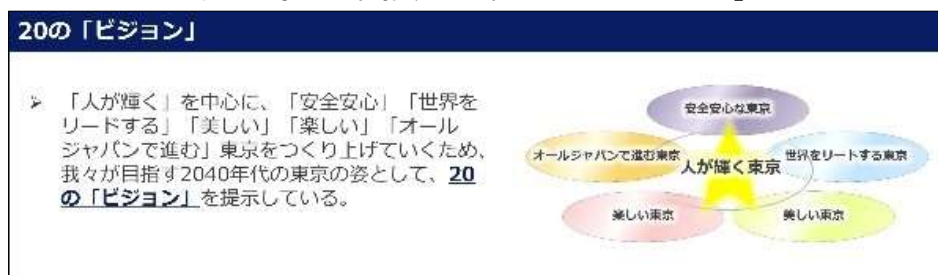 20の「ビジョン」
➢ 「人が輝く」を中心に、「安全安心」「世界を
リードする」「美しい」「楽しい」「オール
ジャパンで進む」東京をつくり上げていくため、
我々が目指す2040年代の東京の姿として、20
の「ビジョン」を提示している。
安全安心な東京
オールジャパンで進む東京
人が輝く東京
世界をリードする東京
楽しい東京
美しい東京